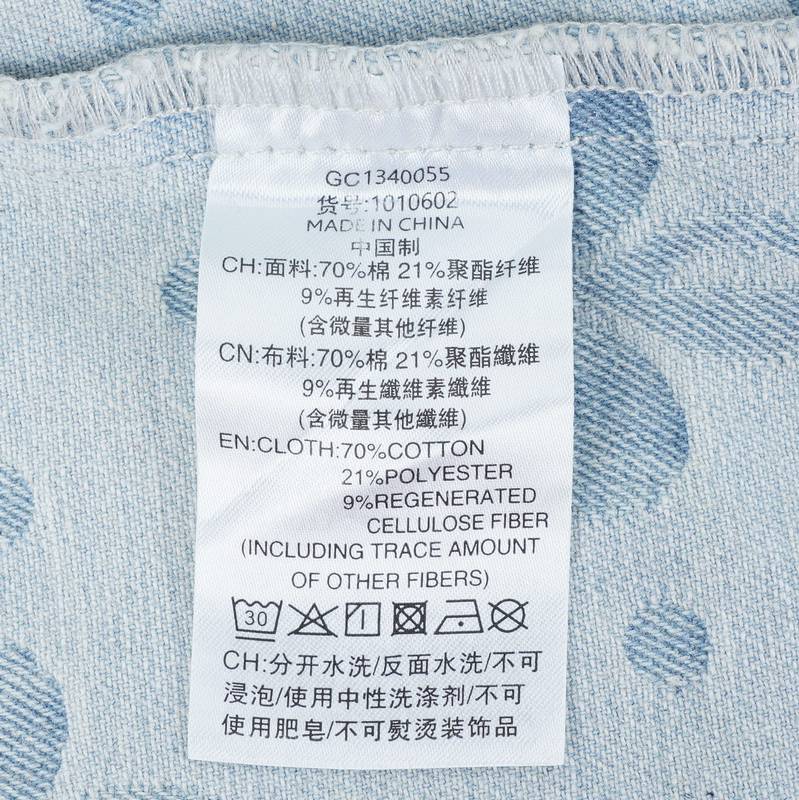 GC1340055
货号:1010602
MADE IN CHINA
中国制
CH:面料:70%棉 21%聚酯纤维
9%再生纤维素纤维
(含微量其他纤维)
CN:布料:70%棉 21%聚酯纖維
9%再生纖維素纖維
(含微量其他纖維)
EN:CLOTH:70%COTTON
21%POLYESTER
9%REGENERATED
CELLULOSE FIBER
(INCLUDING TRACE AMOUNT
OF OTHER FIBERS)
30
CH:分开水洗/反面水洗/不可
浸泡/使用中性洗涤剂/不可
使用肥皂/不可熨烫装饰品